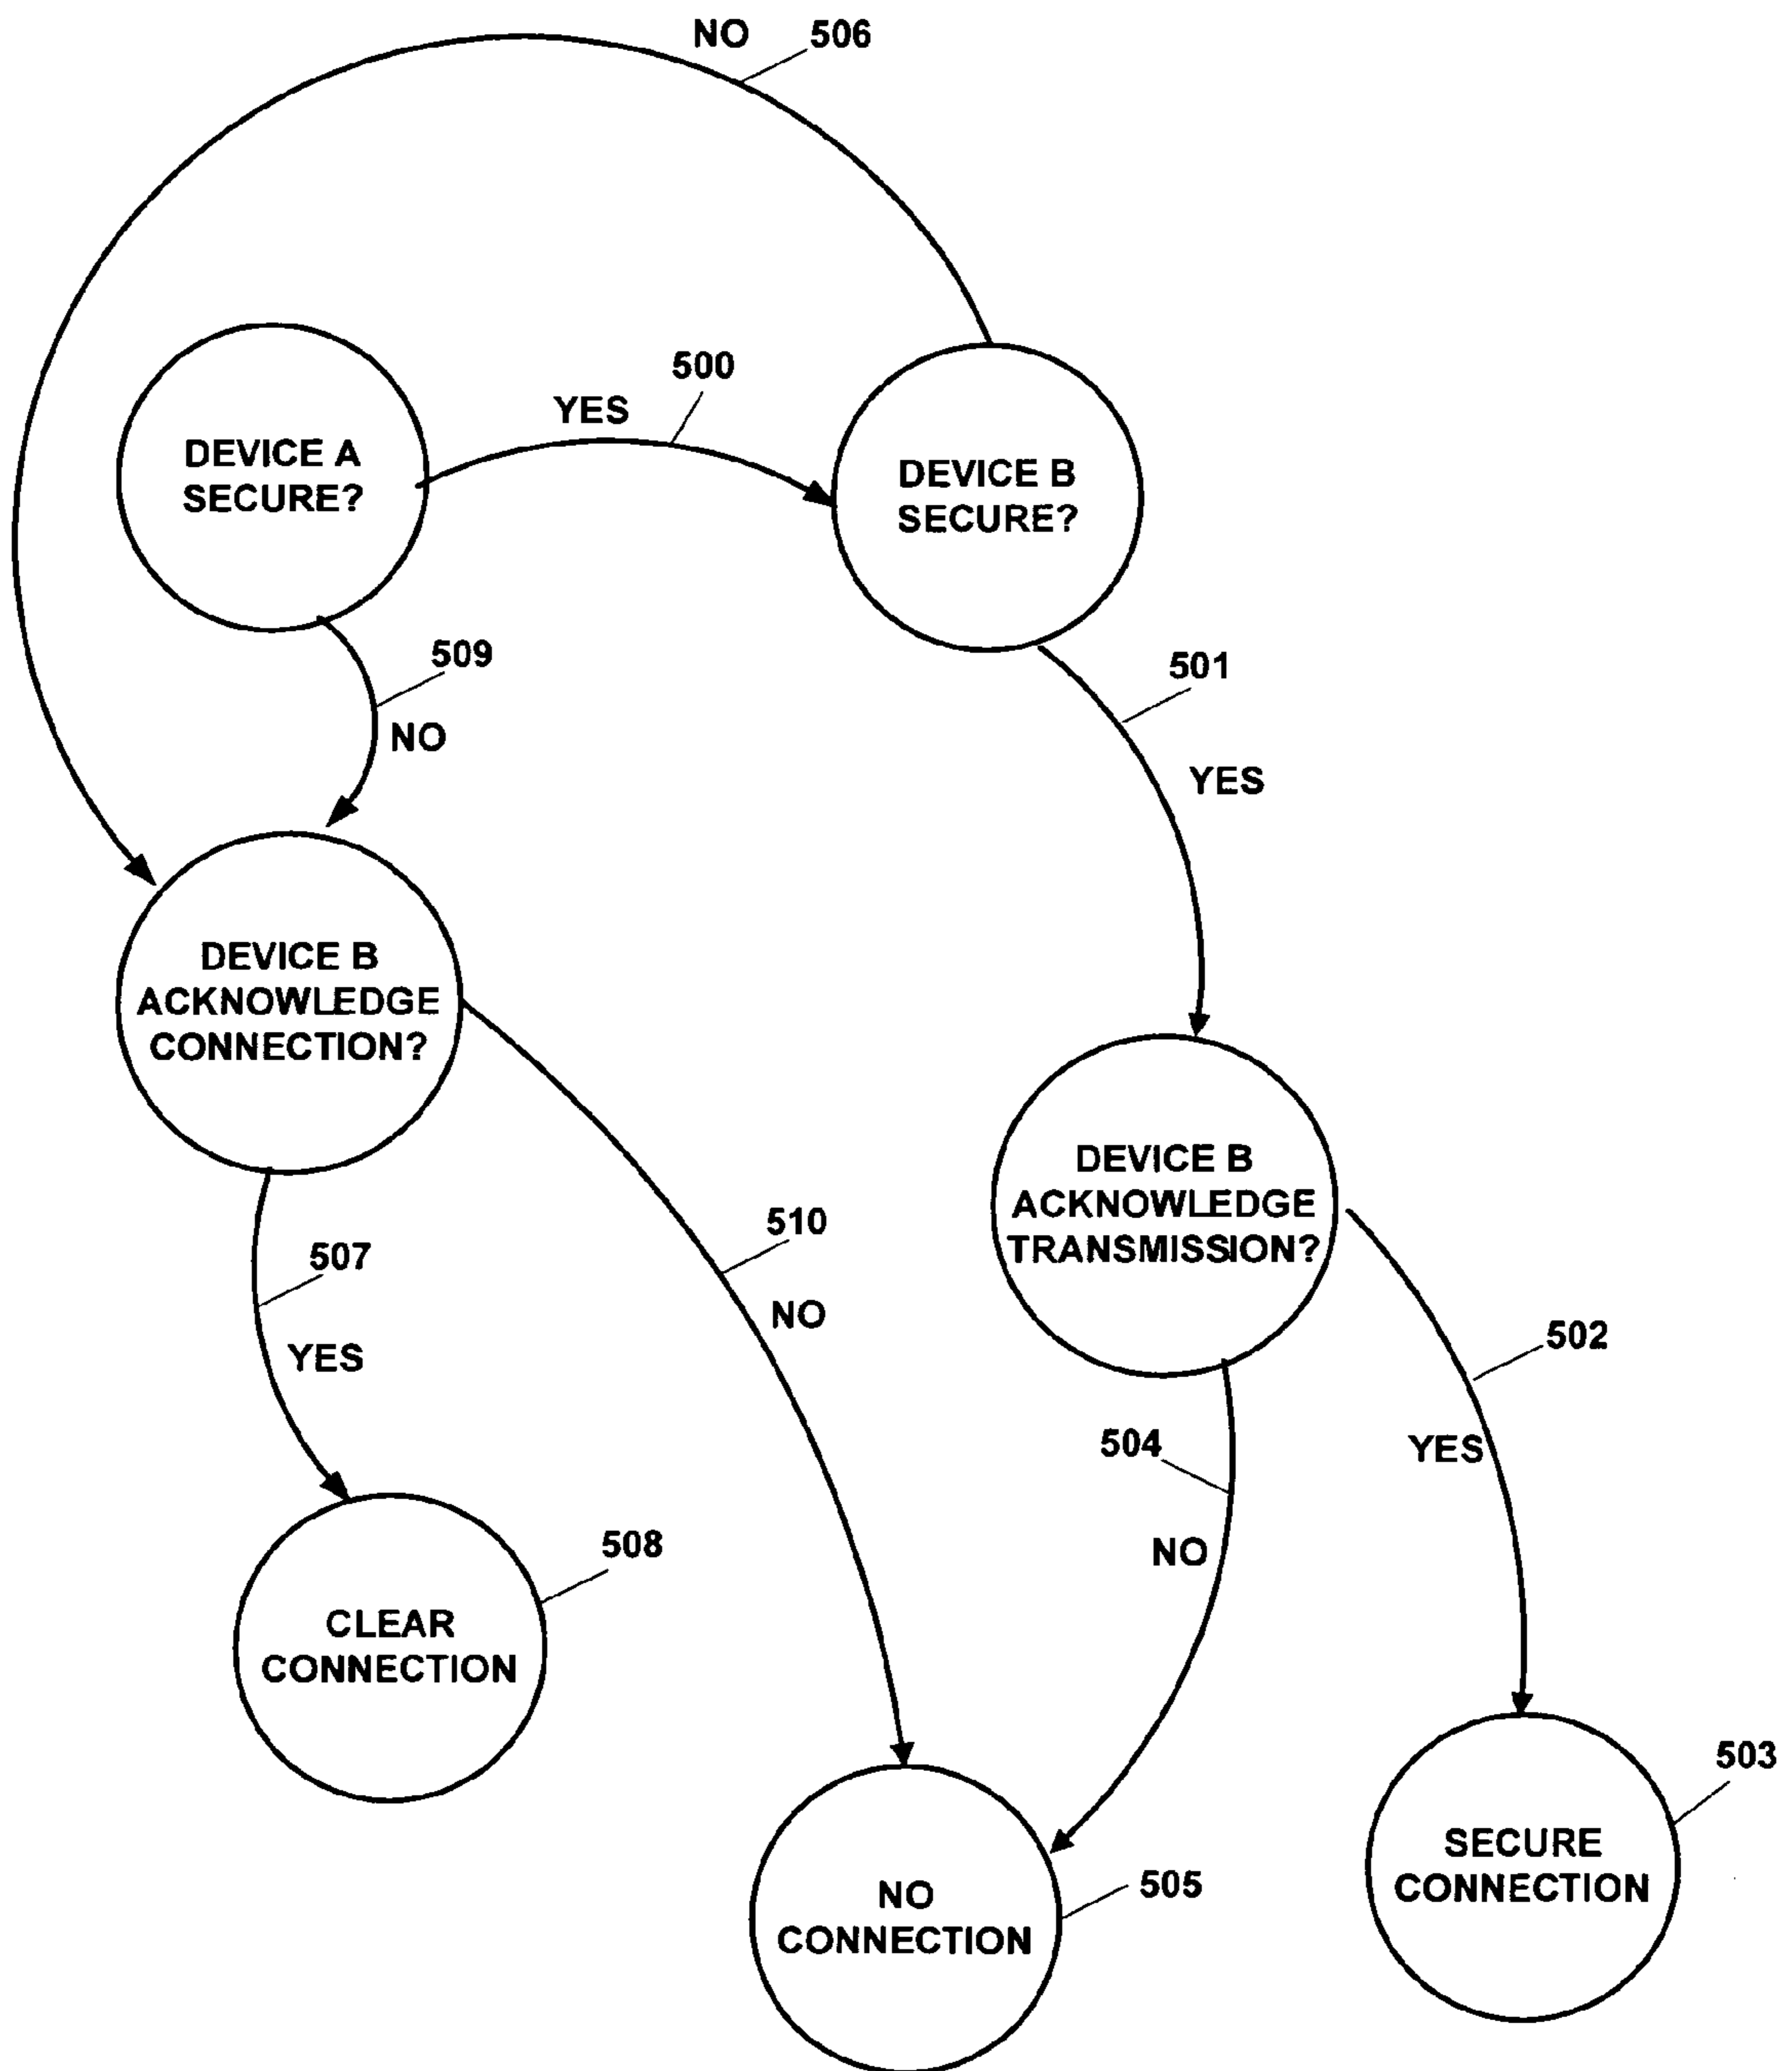 NO
506
500
YES
DEVICE A
SECURE?
DEVICE B
SECURE?
509
NO
501
YES
DEVICE B
ACKNOWLEDGE
CONNECTION?
DEVICE B
ACKNOWLEDGE
TRANSMISSION?
510
NO
507
YES
502
YES
504
NO
508
CLEAR
CONNECTION
503
SECURE
CONNECTION
505
NO
CONNECTION